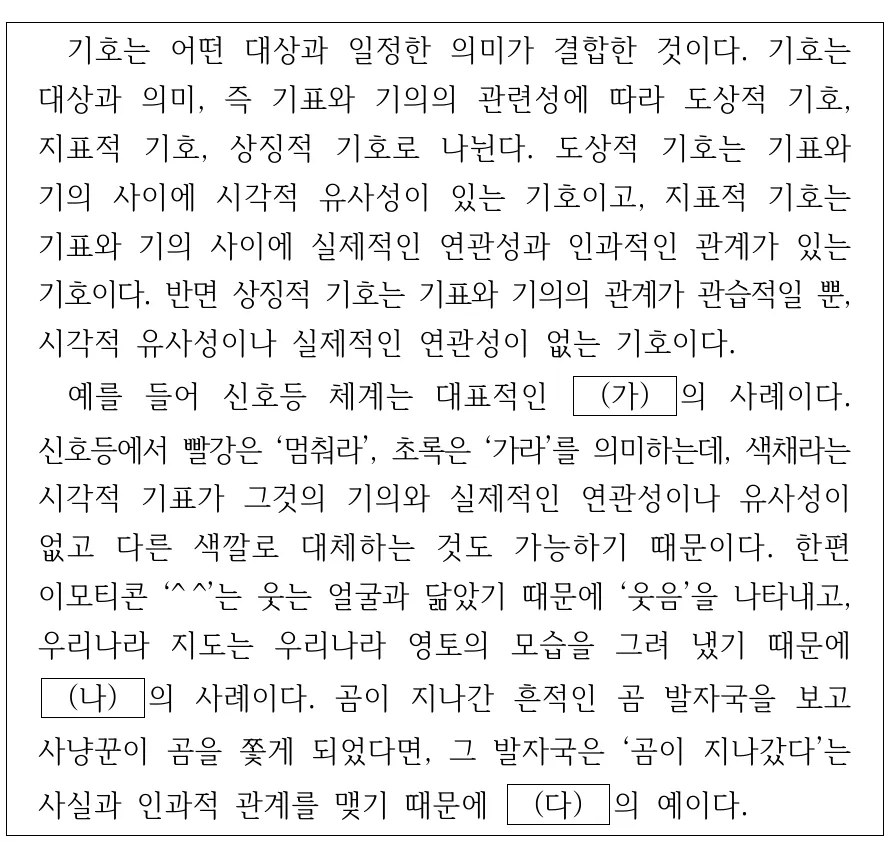 기호는 어떤 대상과 일정한 의미가 결합한 것이다. 기호는
대상과 의미, 즉 기표와 기의의 관련성에 따라 도상적 기호,
지표적 기호, 상징적 기호로 나뉜다. 도상적 기호는 기표와
기의 사이에 시각적 유사성이 있는 기호이고, 지표적 기호는
기표와 기의 사이에 실제적인 연관성과 인과적인 관계가 있는
기호이다. 반면 상징적 기호는 기표와 기의의 관계가 관습적일 뿐,
시각적 유사성이나 실제적인 연관성이 없는 기호이다.
예를 들어 신호등 체계는 대표적인 (가) 의 사례이다.
신호등에서 빨강은 ‘멈춰라’, 초록은 ‘가라’를 의미하는데, 색채라는
시각적 기표가 그것의 기의와 실제적인 연관성이나 유사성이
없고 다른 색깔로 대체하는 것도 가능하기 때문이다. 한편
이모티콘 ‘^ ^’는 웃는 얼굴과 닮았기 때문에 ‘웃음’을 나타내고,
우리나라 지도는 우리나라 영토의 모습을 그려 냈기 때문에
(나) 의 사례이다. 곰이 지나간 흔적인 곰 발자국을 보고
사냥꾼이 곰을 쫓게 되었다면, 그 발자국은 ‘곰이 지나갔다’는
사실과 인과적 관계를 맺기 때문에 (다) 의 예이다.